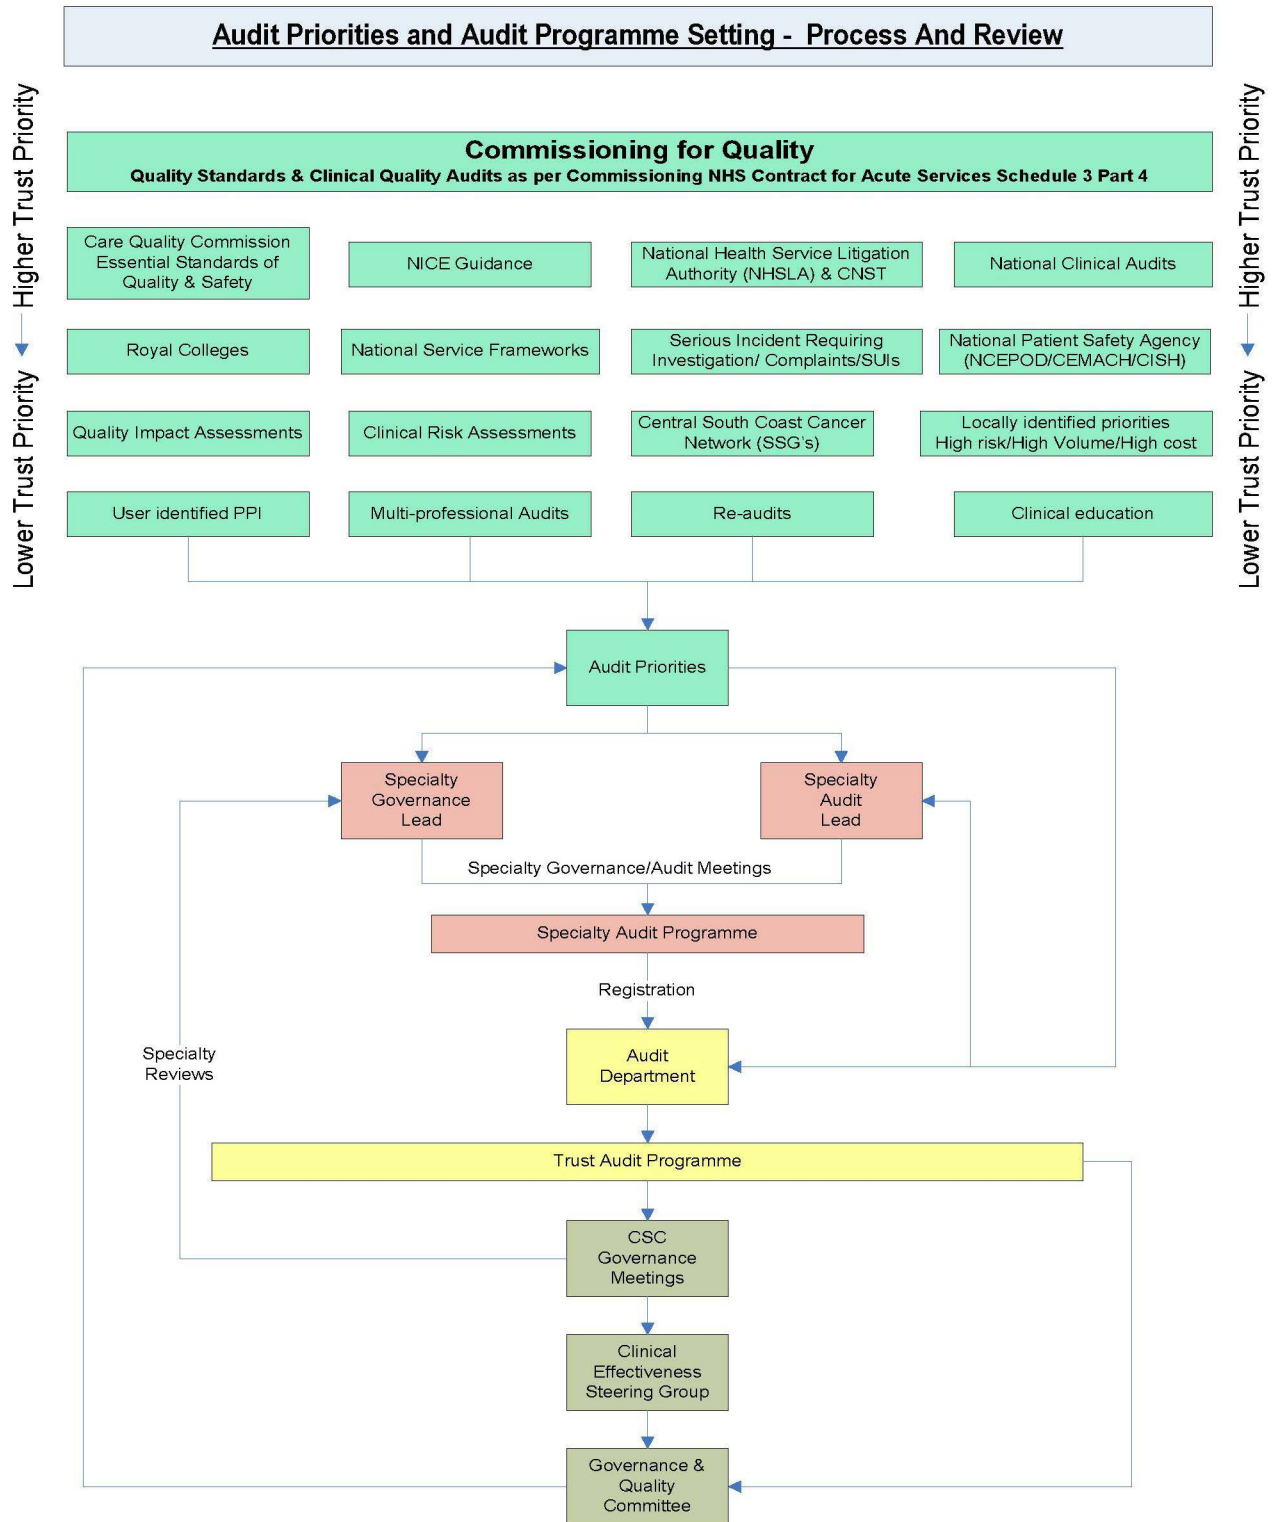 Audit Priorities and Audit Programme Setting - Process And Review
Higher Trust Priority
Lower Trust Priority
Higher Trust Priority
Lower Trust Priority
Commissioning for Quality
Quality Standards & Clinical Quality Audits as per Commissioning NHS Contract for Acute Services Schedule 3 Part 4
Care Quality Commission
Essential Standards of
Quality & Safety
NICE Guidance
National Health Service Litigation
Authority (NHSLA) & CNST
National Clinical Audits
Royal Colleges
National Service Frameworks
Serious Incident Requiring
Investigation/ Complaints/SUIs
National Patient Safety Agency
(NCEPOD/CEMACH/CISH)
Quality Impact Assessments
Clinical Risk Assessments
Central South Coast Cancer
Network (SSG's)
Locally identified priorities
High risk/High Volume/High cost
User identified PPI
Multi-professional Audits
Re-audits
Clinical education
Audit Priorities
Specialty
Governance
Lead
Specialty
Audit
Lead
Specialty Governance/Audit Meetings
Specialty Audit Programme
Registration
Audit
Department
Specialty
Reviews
Trust Audit Programme
CSC
Governance
Meetings
Clinical
Effectiveness
Steering Group
Governance &
Quality
Committee